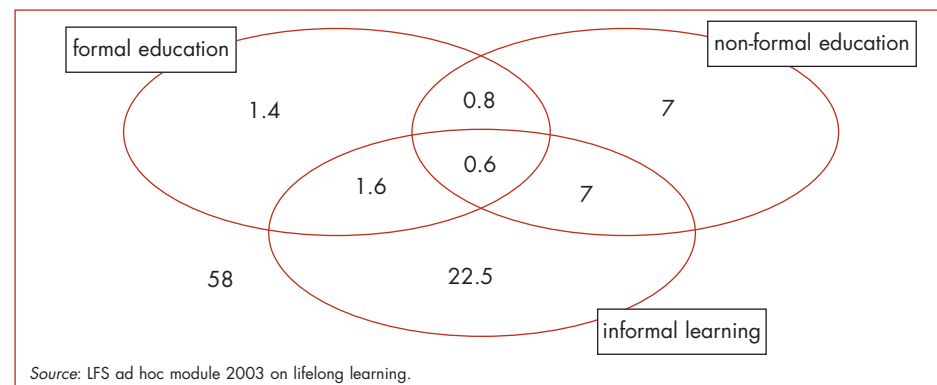 formal education
non-formal education
1.4
0.8
7
0.6
1.6
7
58
22.5
informal learning
Source: LFS ad hoc module 2003 on lifelong learning.